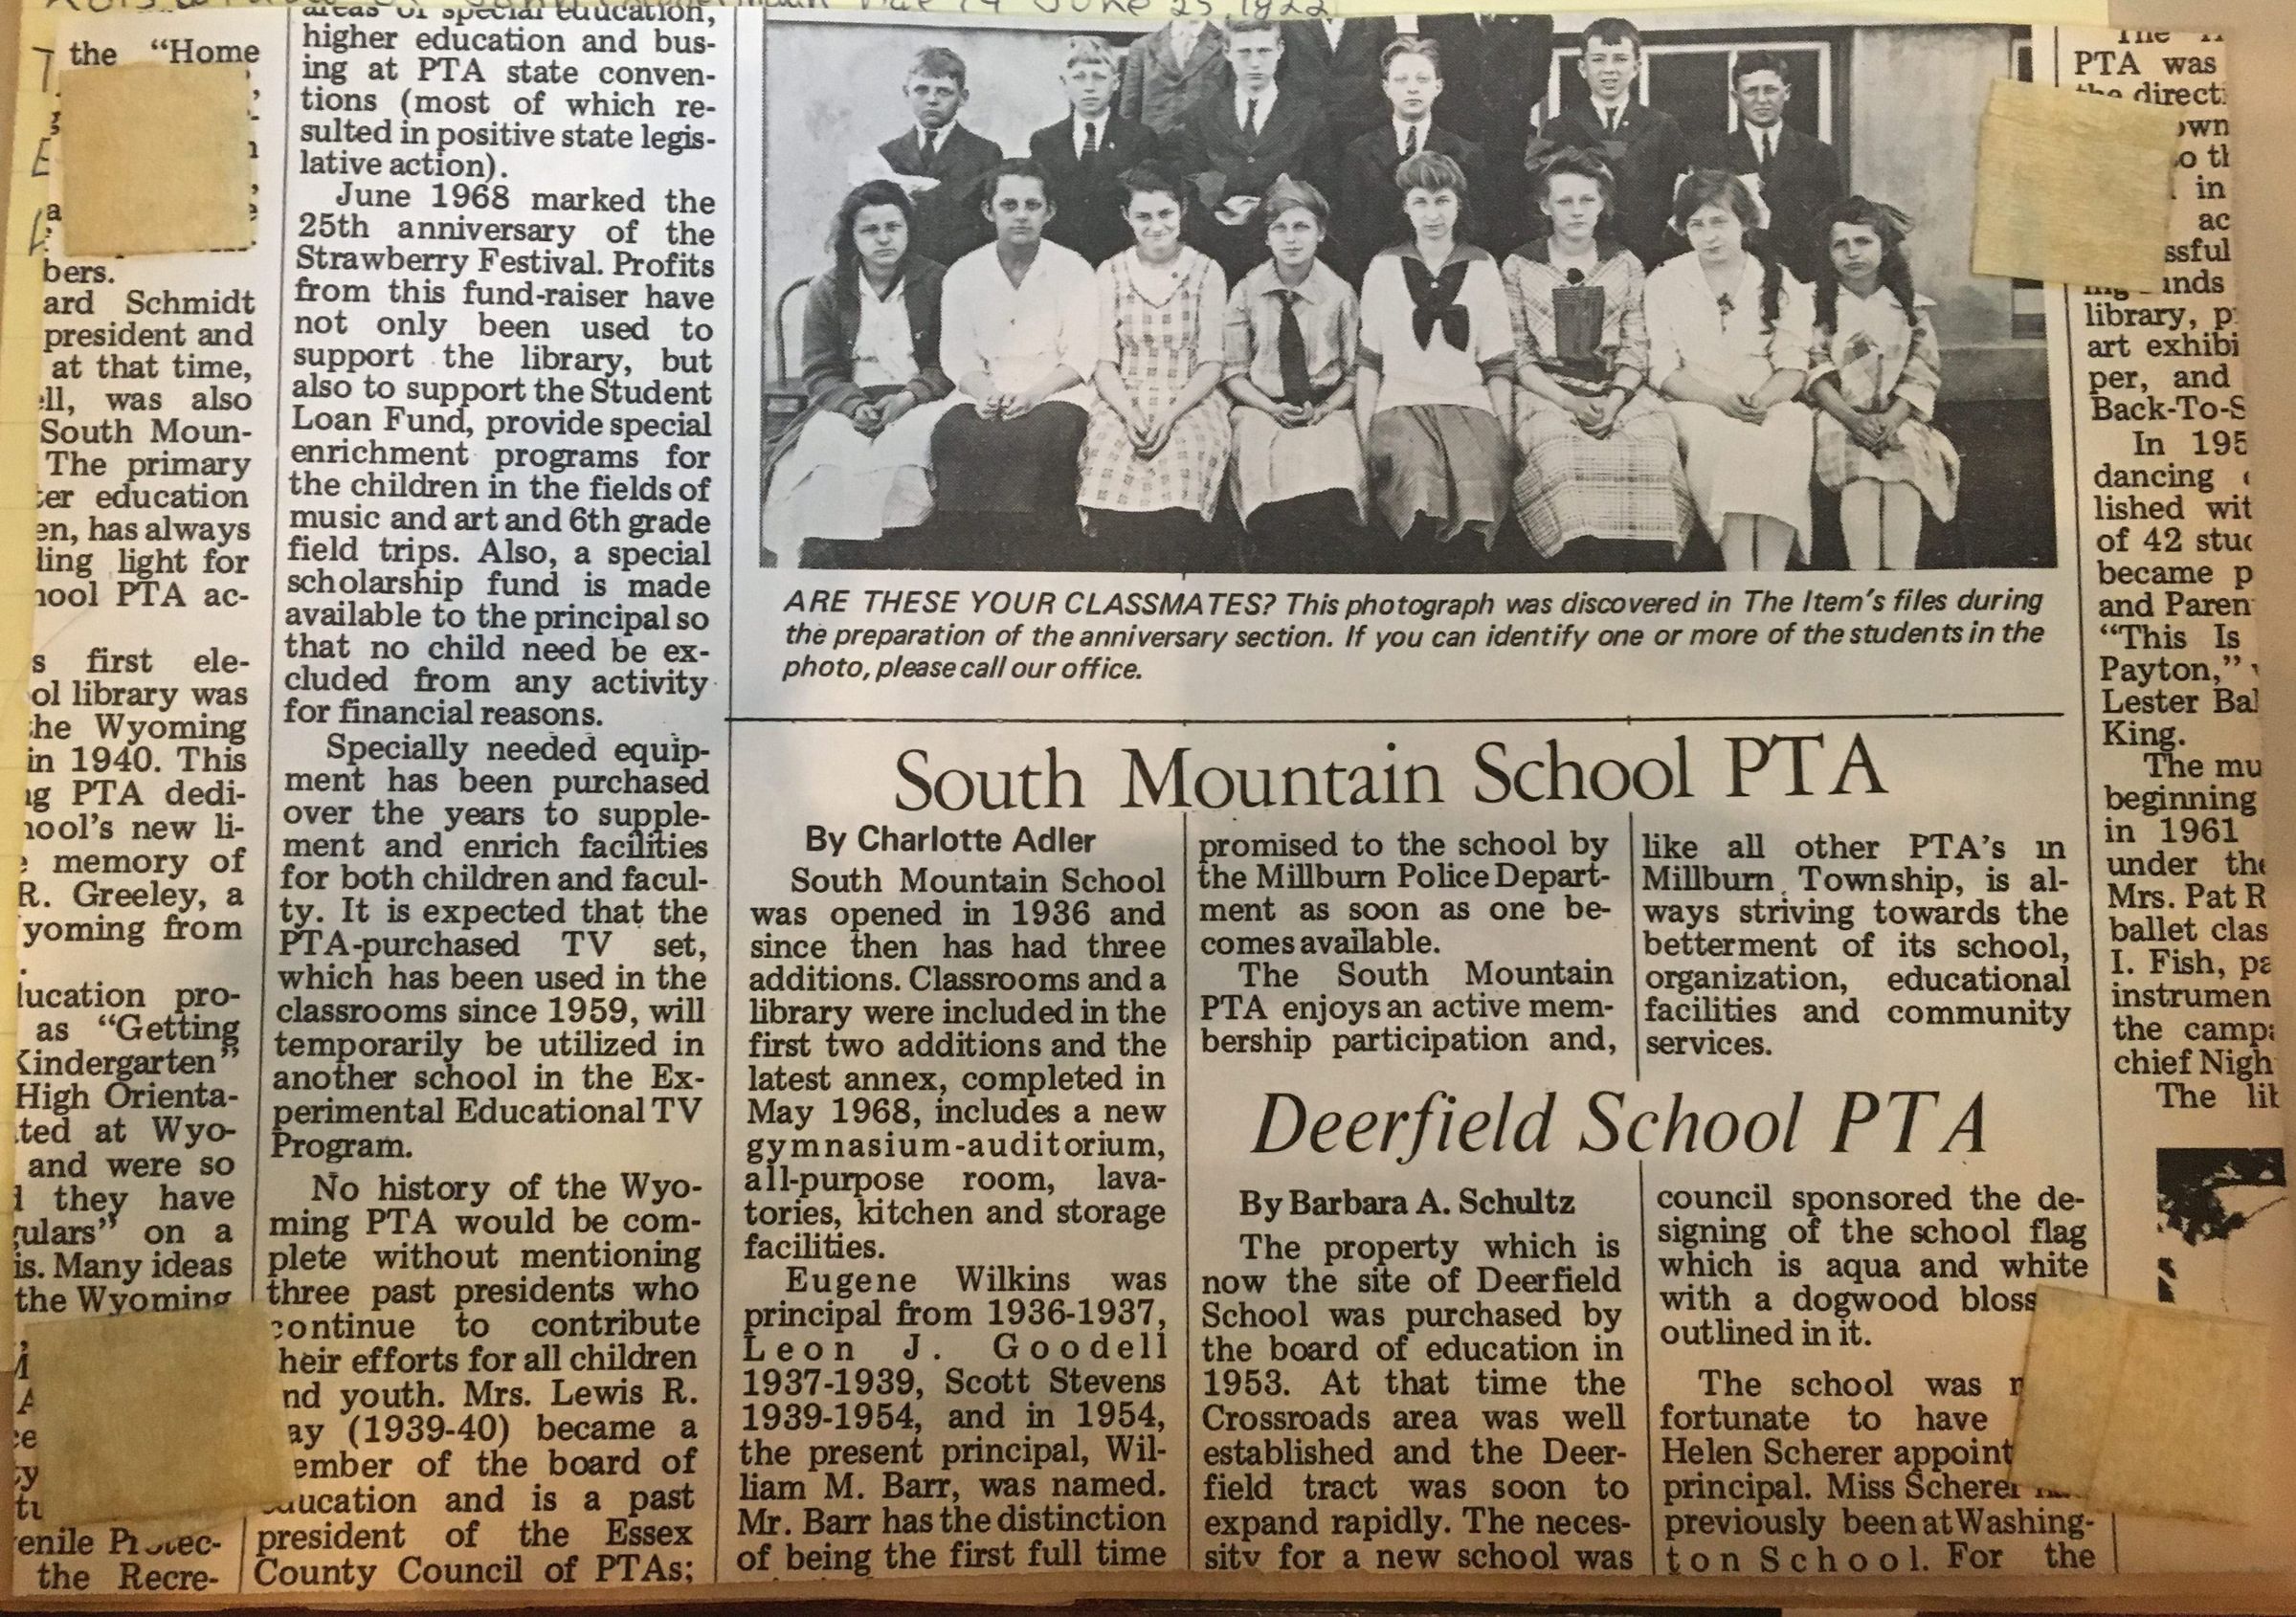 June 25, 1922
the "Home
bers.
ard Schmidt
president and
at that time,
ell, was also
South Moun-
The primary
ter education
en, has always
ding light for
hool PTA ac-
s first ele-
ol library was
the Wyoming
in 1940. This
ng PTA dedi-
hool's new li-
memory of
R. Greeley, a
yoming from
ducation pro-
as "Getting
Kindergarten"
High Orienta-
ted at Wyo-
and were so
they have
gulars" on a
is. Many ideas
the Wyoming
enile Protec-
the Recre-
areas of special education,
higher education and bus-
ing at PTA state conven-
tions (most of which re-
sulted in positive state legis-
lative action).
June 1968 marked the
25th anniversary of the
Strawberry Festival. Profits
from this fund-raiser have
not only been used to
support the library, but
also to support the Student
Loan Fund, provide special
enrichment programs for
the children in the fields of
music and art and 6th grade
field trips. Also, a special
scholarship fund is made
available to the principal so
that no child need be ex-
cluded from any activity
for financial reasons.
Specially needed equip-
ment has been purchased
over the years to supple-
ment and enrich facilities
for both children and facul-
ty. It is expected that the
PTA-purchased TV set,
which has been used in the
classrooms since 1959, will
temporarily be utilized in
another school in the Ex-
perimental Educational TV
Program.
No history of the Wyo-
ming PTA would be com-
plete without mentioning
three past presidents who
continue to contribute
heir efforts for all children
nd youth. Mrs. Lewis R.
ay (1939-40) became a
ember of the board of
education and is a past
president of the Essex
County Council of PTAs;
ARE THESE YOUR CLASSMATES? This photograph was discovered in The Item's files during
the preparation of the anniversary section. If you can identify one or more of the students in the
photo, please call our office.
South Mountain School PTA
By Charlotte Adler
South Mountain School
was opened in 1936 and
since then has had three
additions. Classrooms and a
library were included in the
first two additions and the
latest annex, completed in
May 1968, includes a new
gymnasium-auditorium,
all-purpose room, lava-
tories, kitchen and storage
facilities.
Eugene Wilkins was
principal from 1936-1937,
Leon J. Goodell
1937-1939, Scott Stevens
1939-1954, and in 1954,
the present principal, Wil-
liam M. Barr, was named.
Mr. Barr has the distinction
of being the first full time
promised to the school by
the Millburn Police Depart-
ment as soon as one be-
comes available.
The South Mountain
PTA enjoys an active mem-
bership participation and,
like all other PTA's in
Millburn Township, is al-
ways striving towards the
betterment of its school,
organization, educational
facilities and community
services.
Deerfield School PTA
By Barbara A. Schultz
The property which is
now the site of Deerfield
School was purchased by
the board of education in
1953. At that time the
Crossroads area was well
established and the Deer-
field tract was soon to
expand rapidly. The neces-
sity for a new school was
council sponsored the de-
signing of the school flag
which is aqua and white
with a dogwood bloss
outlined in it.
The school was
fortunate to have
Helen Scherer appoint
principal. Miss Scherer
previously been at Washing-
ton School. For the
PTA was
the direct
own
in
ac
ssful
library, p
art exhibi
per, and
Back-To-S
In 195
dancing
lished wit
of 42 stud
became p
and Paren
"This Is
Payton,"
Lester Bal
King.
The mu
beginning
in 1961
under the
Mrs. Pat R
ballet clas
I. Fish, pa
instrumen
the campa
chief Nigh
The lib